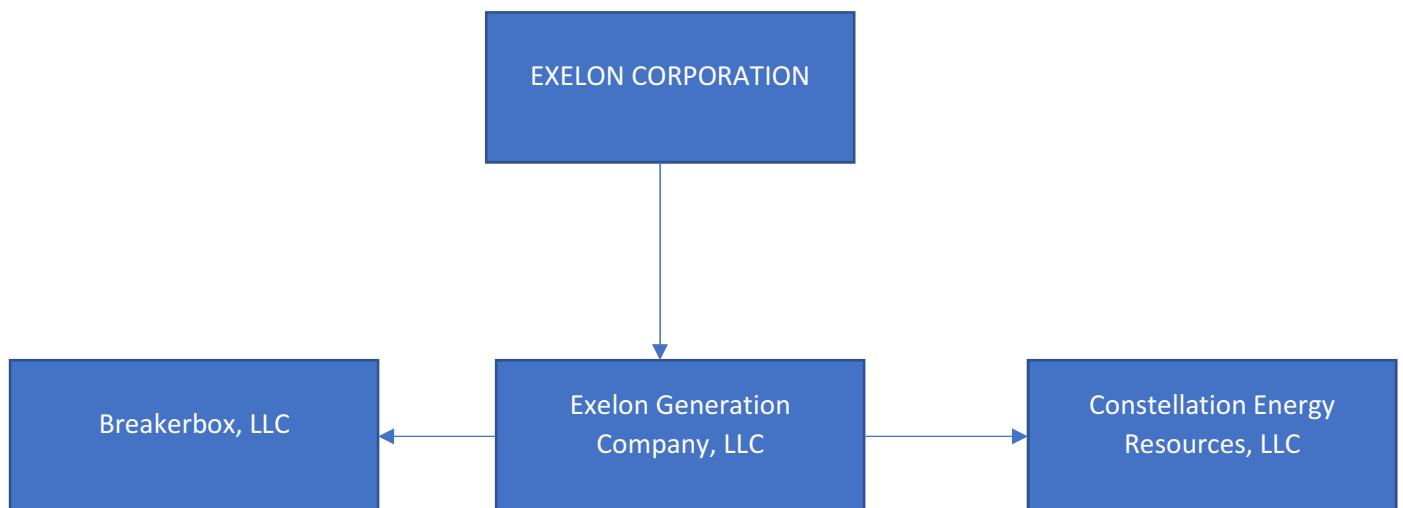 EXELON CORPORATION
Breakerbox, LLC
Exelon Generation
Company, LLC
Constellation Energy
Resources, LLC